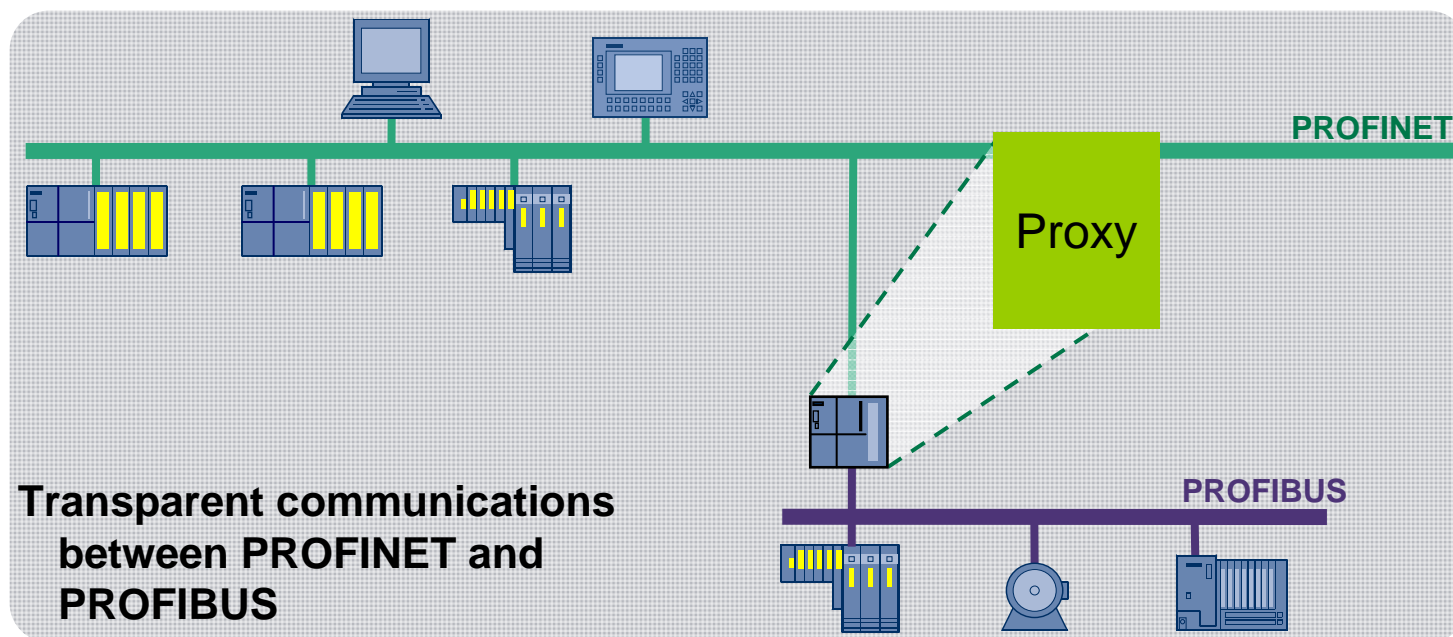 PROFINET
Proxy
PROFIBUS
Transparent communications
between PROFINET and
PROFIBUS